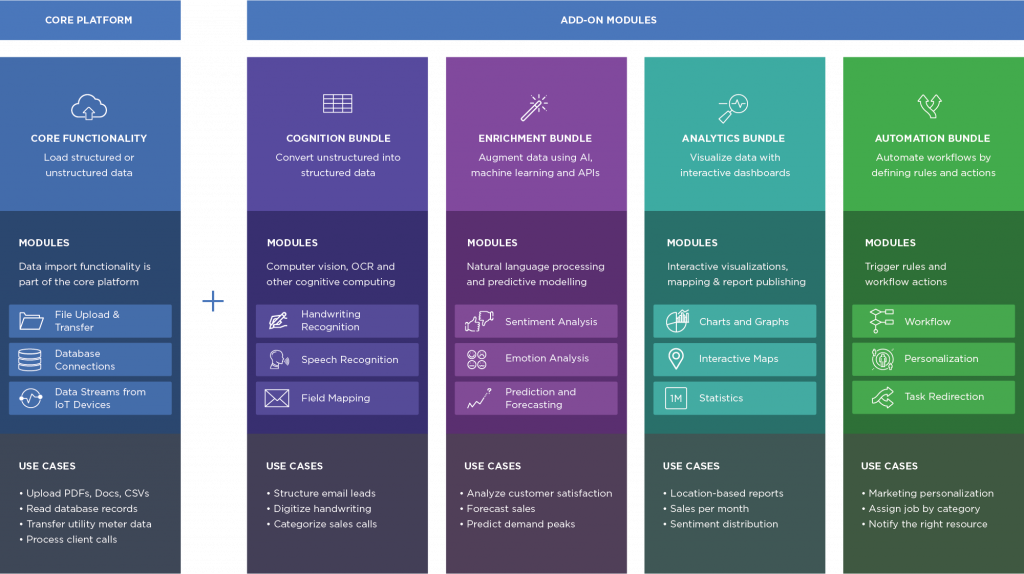 CORE PLATFORM
ADD-ON MODULES
CORE FUNCTIONALITY
Load structured or
unstructured data
MODULES
Data import functionality is
part of the core platform
File Upload &
Transfer
Database
Connections
Data Streams from
IoT Devices
USE CASES
• Upload PDFs, Docs, CSVs
• Read database records
• Transfer utility meter data
• Process client calls
+
COGNITION BUNDLE
Convert unstructured into
structured data
MODULES
Computer vision, OCR and
other cognitive computing
Handwriting
Recognition
Speech Recognition
Field Mapping
USE CASES
• Structure email leads
• Digitize handwriting
• Categorize sales calls
ENRICHMENT BUNDLE
Augment data using AI,
machine learning and APIs
MODULES
Natural language processing
and predictive modelling
Sentiment Analysis
Emotion Analysis
Prediction and
Forecasting
USE CASES
• Analyze customer satisfaction
• Forecast sales
• Predict demand peaks
ANALYTICS BUNDLE
Visualize data with
interactive dashboards
MODULES
Interactive visualizations,
mapping & report publishing
Charts and Graphs
Interactive Maps
1M Statistics
USE CASES
• Location-based reports
• Sales per month
• Sentiment distribution
AUTOMATION BUNDLE
Automate workflows by
defining rules and actions
MODULES
Trigger rules and
workflow actions
Workflow
Personalization
Task Redirection
USE CASES
• Marketing personalization
• Assign job by category
• Notify the right resource